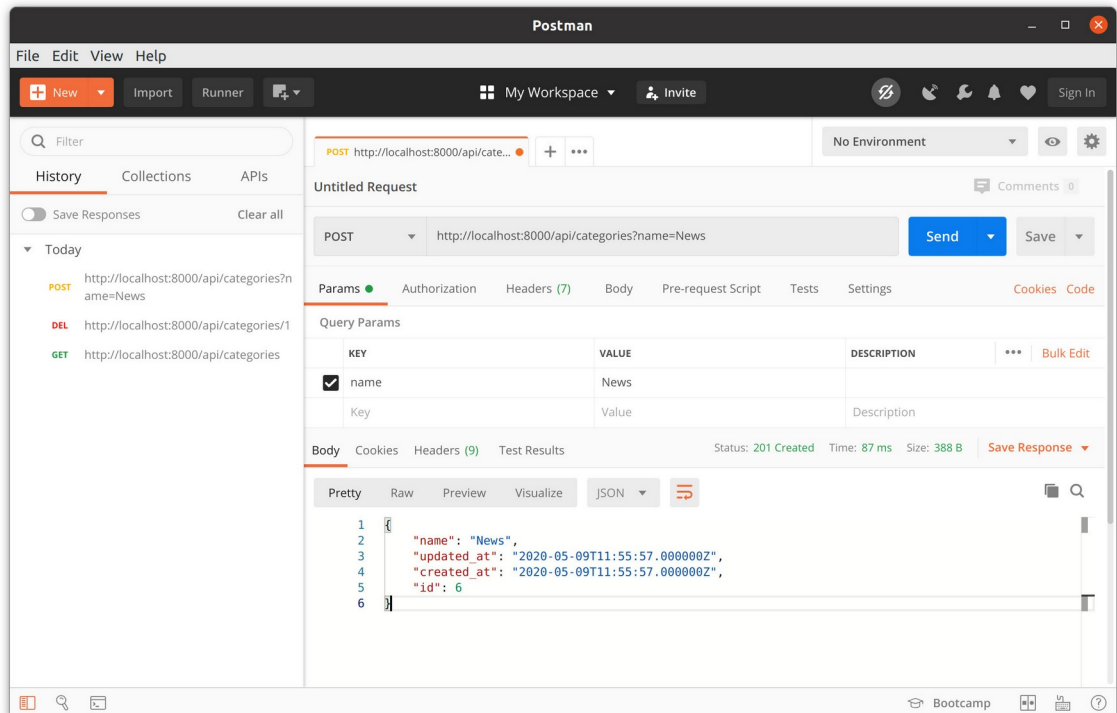 Postman
File Edit View Help
New Import Runner My Workspace Invite Sign In
Filter
History Collections APIs
Save Responses Clear all
Today
POST http://localhost:8000/api/categories?n
ame=News
DEL http://localhost:8000/api/categories/1
GET http://localhost:8000/api/categories
POST http://localhost:8000/api/cate... + •••
No Environment
Untitled Request Comments 0
POST http://localhost:8000/api/categories?name=News Send Save
Params Authorization Headers (7) Body Pre-request Script Tests Settings Cookies Code
Query Params
KEY VALUE DESCRIPTION ••• Bulk Edit
name News
Key Value Description
Body Cookies Headers (9) Test Results Status: 201 Created Time: 87 ms Size: 388 B Save Response
Pretty Raw Preview Visualize JSON
1 {
2 "name": "News",
3 "updated_at": "2020-05-09T11:55:57.000000Z",
4 "created_at": "2020-05-09T11:55:57.000000Z",
5 "id": 6
6 }
Bootcamp